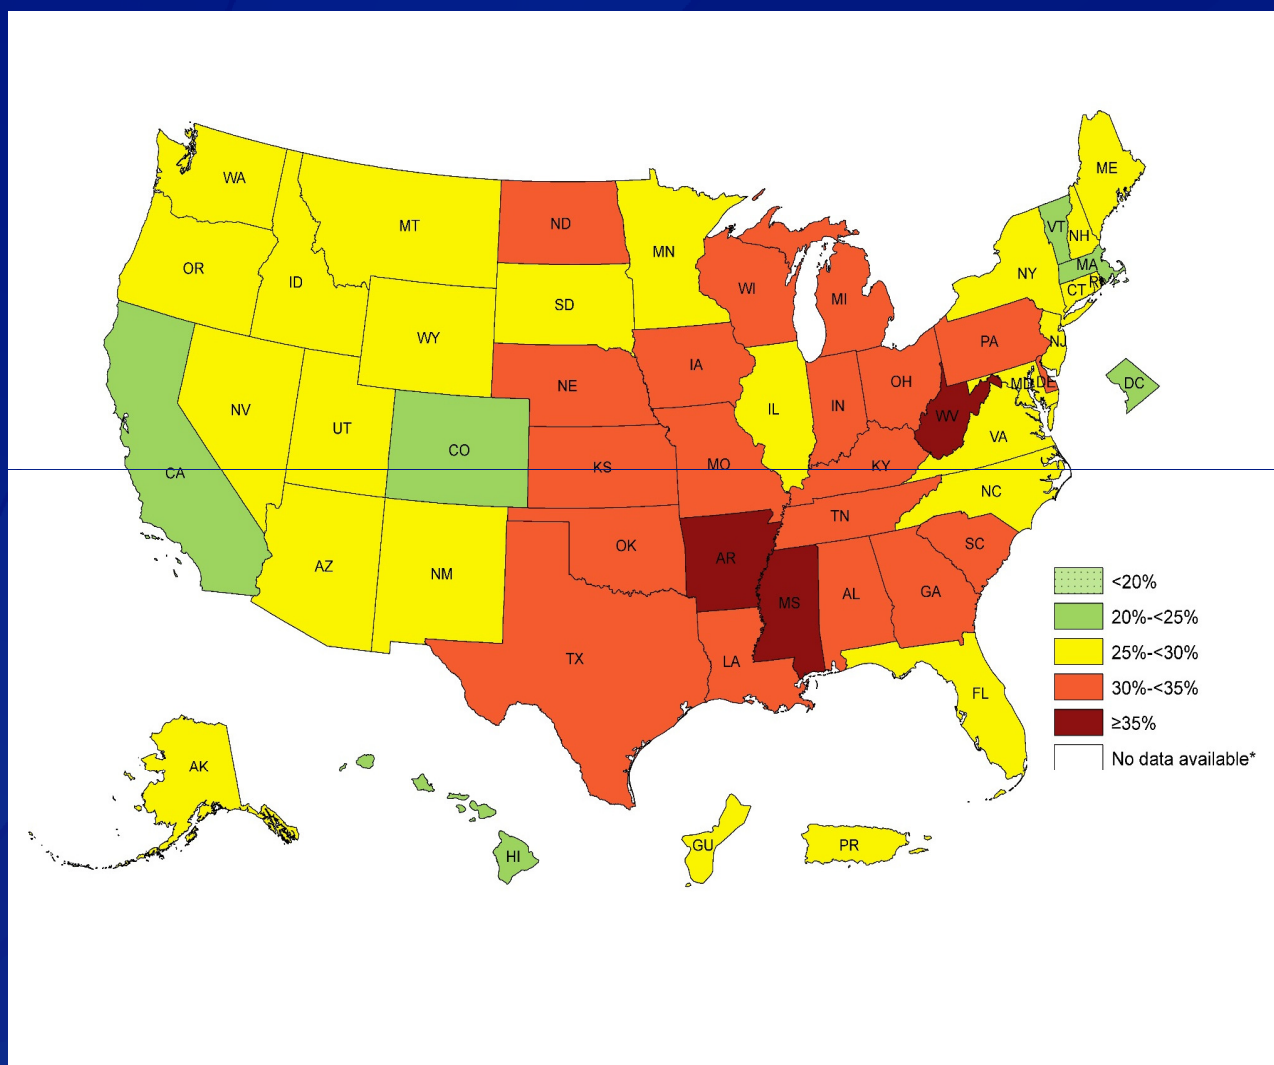 ME
WA
VT
ND
MT
NH
MN
MA
OR
NY
RI
ID
CT
WI
MI
SD
WY
PA
NJ
IA
OH
DC
NE
MD
DE
IN
NV
IL
WV
UT
VA
CO
MO
KY
KS
CA
NC
TN
OK
SC
AR
AZ
NM
<20%
GA
AL
MS
20%-<25%
25%-<30%
TX
LA
30%-<35%
FL
≥35%
No data available*
AK
GU
PR
HI